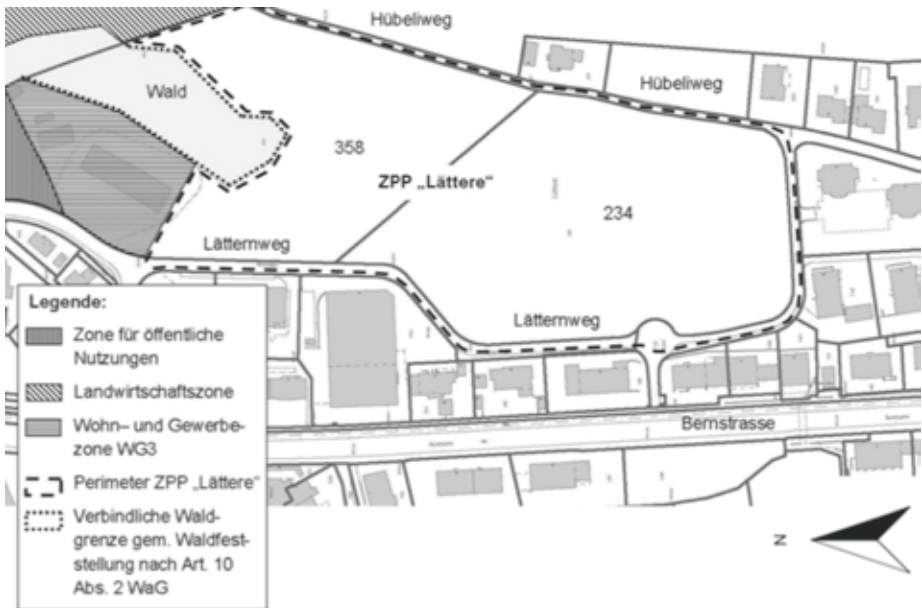 Hübeliweg
Hübeliweg
Wald
358
ZPP „Lättere“
234
Lätternweg
Lätternweg
Bernstrasse
Legende:
Zone für öffentliche
Nutzungen
Landwirtschaftszone
Wohn– und Gewerbe-
zone WG3
Perimeter ZPP „Lättere“
Verbindliche Wald-
grenze gem. Waldfest-
stellung nach Art. 10
Abs. 2 WaG
N